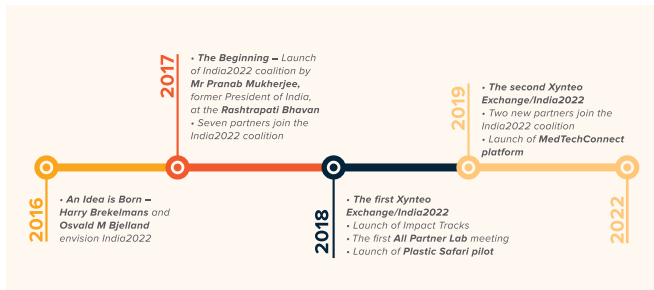 2016
• An Idea is Born –
Harry Brekelmans and
Osvald M Bjelland
envision India2022
2017
• The Beginning – Launch
of India2022 coalition by
Mr Pranab Mukherjee,
former President of India,
at the Rashtrapati Bhavan
• Seven partners join the
India2022 coalition
2018
• The first Xynteo
Exchange/India2022
• Launch of Impact Tracks
• The first All Partner Lab meeting
• Launch of Plastic Safari pilot
2019
• The second Xynteo
Exchange/India2022
• Two new partners join the
India2022 coalition
• Launch of MedTechConnect
platform
2022